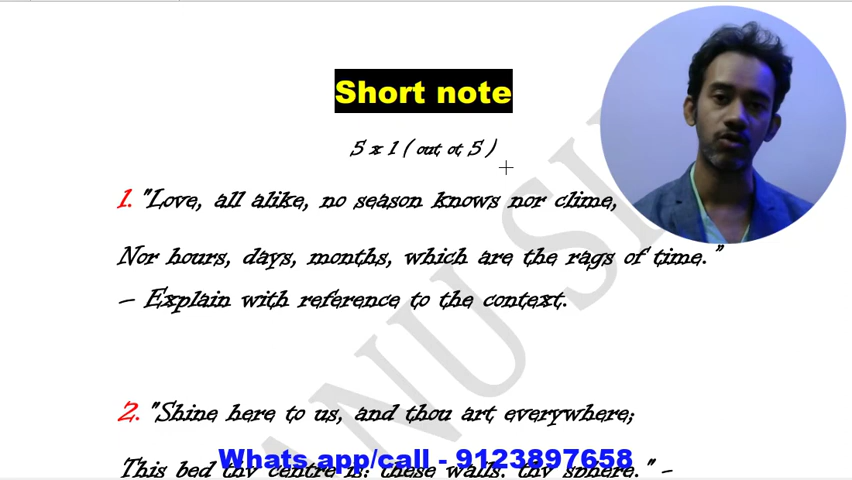 Short note
5 x 1 ( out ot 5 )
1. "Love, all alike, no season knows nor clime,
Nor hours, days, months, which are the rags of time."
– Explain with reference to the context.
2. "Shine here to us, and thou art everywhere;
This bed thy centre is; these walls, thy sphere." –
Whats app/call - 9123897658